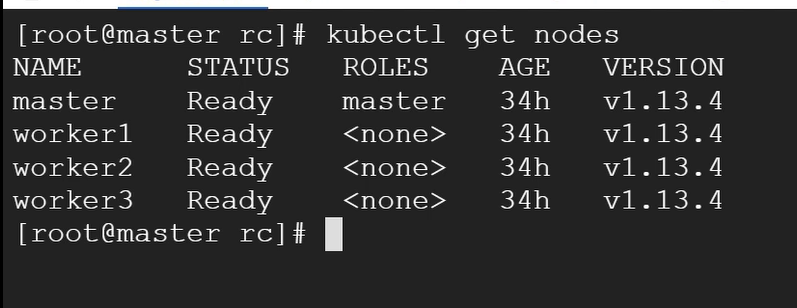 [root@master rc]# kubectl get nodes
NAME STATUS ROLES AGE VERSION
master Ready master 34h v1.13.4
worker1 Ready <none> 34h v1.13.4
worker2 Ready <none> 34h v1.13.4
worker3 Ready <none> 34h v1.13.4
[root@master rc]#